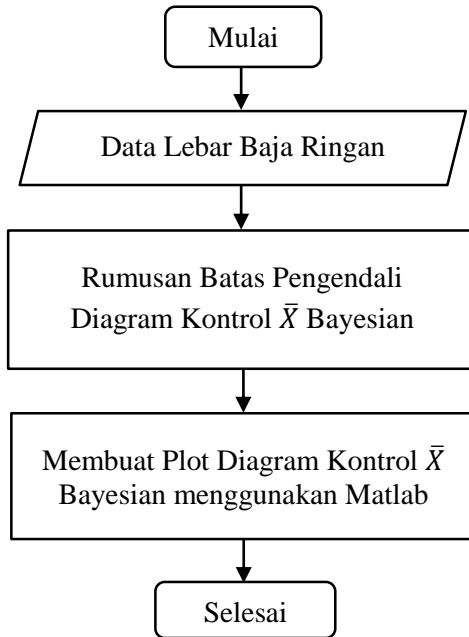 Mulai
Data Lebar Baja Ringan
Rumusan Batas Pengendali
Diagram Kontrol X̄ Bayesian
Membuat Plot Diagram Kontrol X̄
Bayesian menggunakan Matlab
Selesai